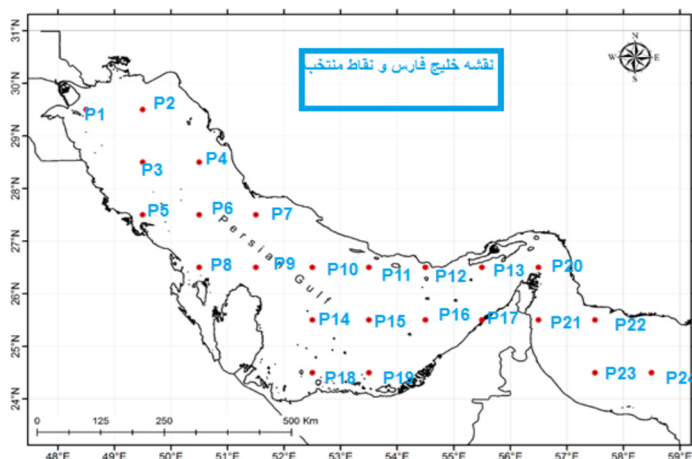 31°N
نقشه خلیج فارس و نقاط منتخب
N
W E
S
30°N
P1 P2
29°N
P3 P4
28°N
P5 P6 P7
27°N
Persian Gulf
P8 P9 P10 P11 P12 P13 P20
26°N
P14 P15 P16 P17 P21 P22
25°N
P18 P19 P23 P24
24°N
0 125 250 500 Km
48°E 49°E 50°E 51°E 52°E 53°E 54°E 55°E 56°E 57°E 58°E 59°E